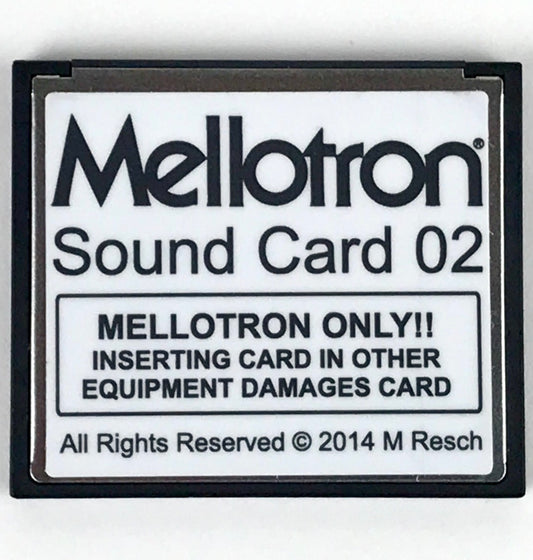 Mellotron®
Sound Card 02
MELLOTRON ONLY!!
INSERTING CARD IN OTHER
EQUIPMENT DAMAGES CARD
All Rights Reserved © 2014 M Resch